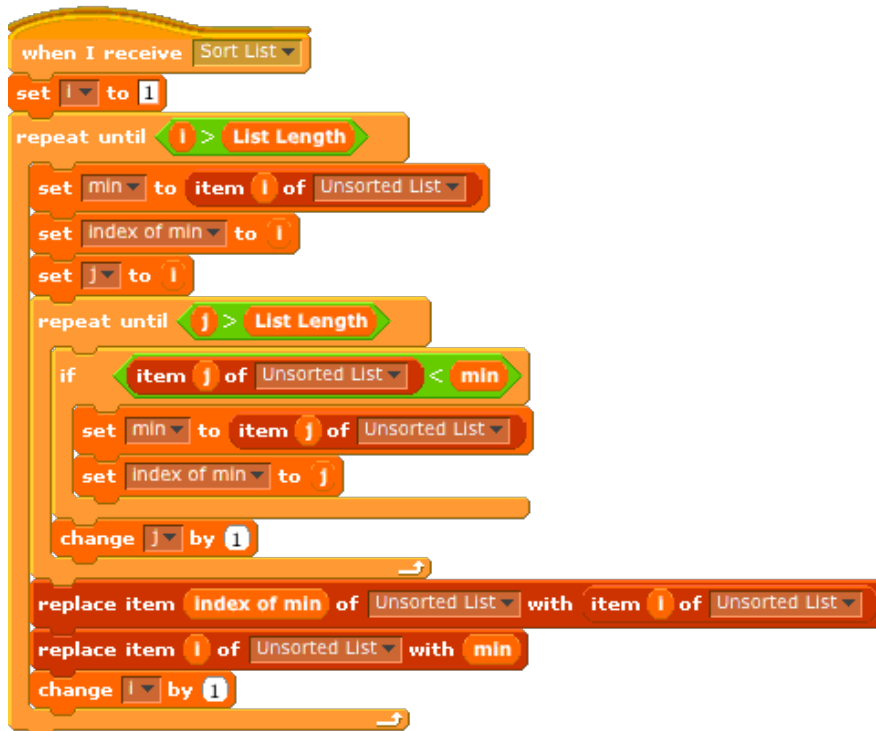 when I receive Sort List
set i to 1
repeat until i > List Length
set min to item i of Unsorted List
set index of min to i
set j to i
repeat until j > List Length
if item j of Unsorted List < min
set min to item j of Unsorted List
set index of min to j
change j by 1
replace item index of min of Unsorted List with item i of Unsorted List
replace item i of Unsorted List with min
change i by 1